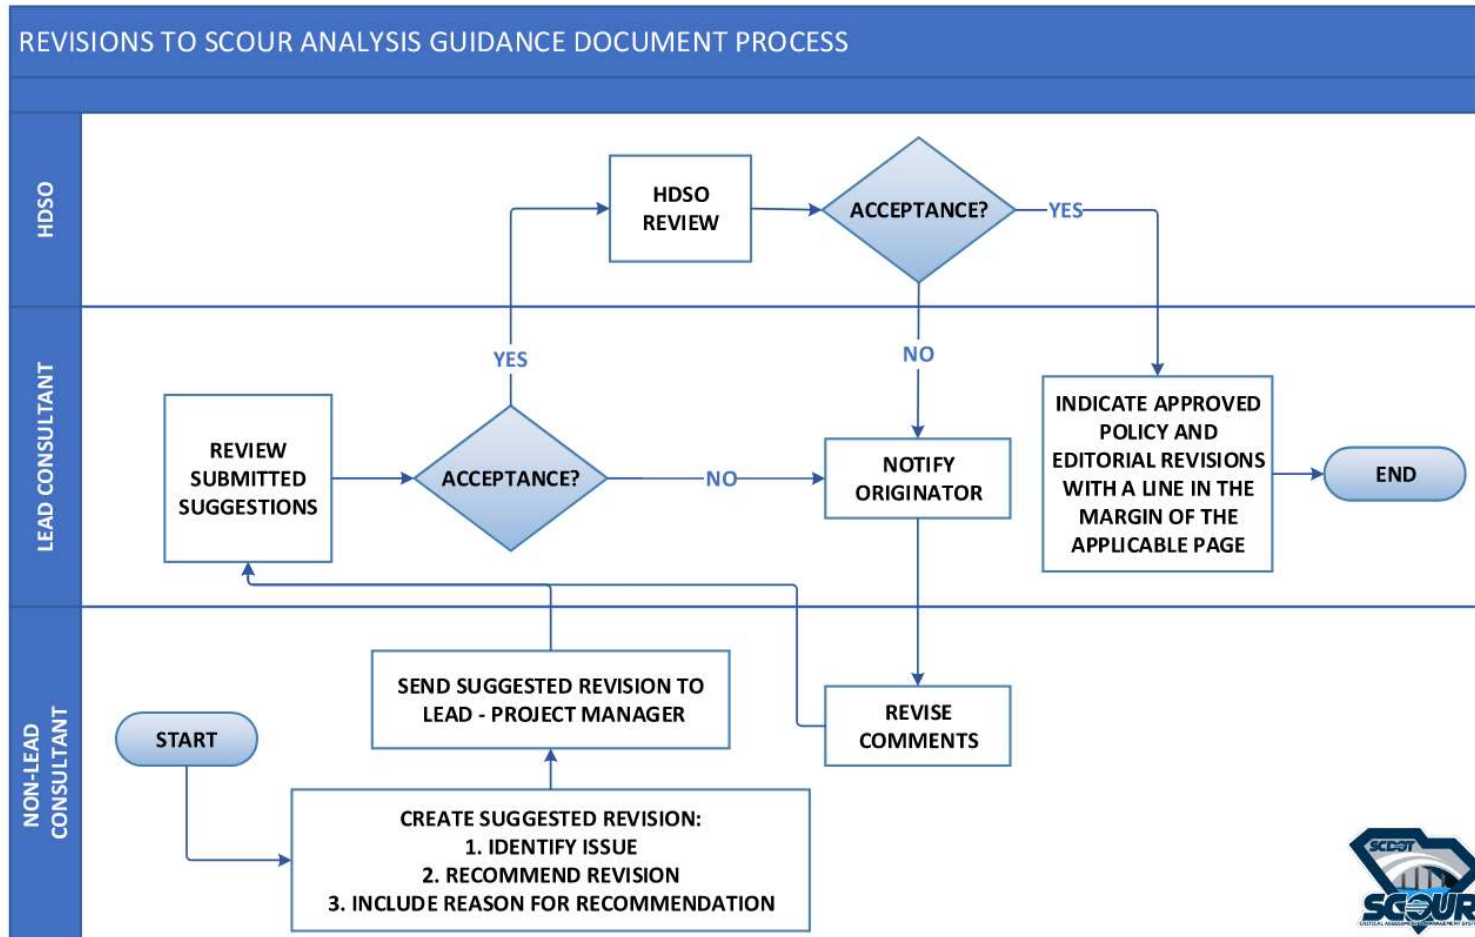 REVISIONS TO SCOUR ANALYSIS GUIDANCE DOCUMENT PROCESS
HDSO
HDSO
REVIEW
ACCEPTANCE?
YES
NO
LEAD CONSULTANT
REVIEW
SUBMITTED
SUGGESTIONS
ACCEPTANCE?
YES
NO
NOTIFY
ORIGINATOR
INDICATE APPROVED
POLICY AND
EDITORIAL REVISIONS
WITH A LINE IN THE
MARGIN OF THE
APPLICABLE PAGE
END
NON-LEAD
CONSULTANT
START
SEND SUGGESTED REVISION TO
LEAD - PROJECT MANAGER
REVISE
COMMENTS
CREATE SUGGESTED REVISION:
1. IDENTIFY ISSUE
2. RECOMMEND REVISION
3. INCLUDE REASON FOR RECOMMENDATION
SCDOT
SCOUR